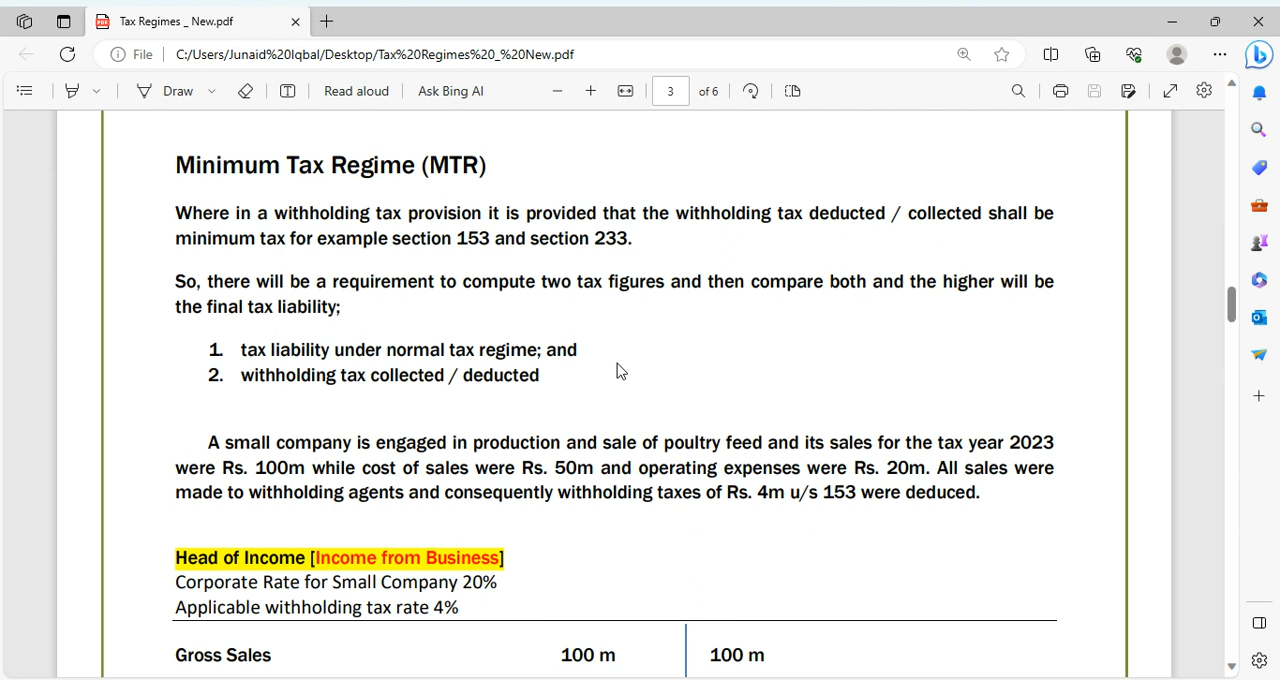 Tax Regimes _ New.pdf
File
C:/Users/Junaid%20Iqbal/Desktop/Tax%20Regimes%20_%20New.pdf
Draw
Read aloud
Ask Bing AI
3
of 6
Minimum Tax Regime (MTR)
Where in a withholding tax provision it is provided that the withholding tax deducted / collected shall be
minimum tax for example section 153 and section 233.
So, there will be a requirement to compute two tax figures and then compare both and the higher will be
the final tax liability;
1. tax liability under normal tax regime; and
2. withholding tax collected / deducted
A small company is engaged in production and sale of poultry feed and its sales for the tax year 2023
were Rs. 100m while cost of sales were Rs. 50m and operating expenses were Rs. 20m. All sales were
made to withholding agents and consequently withholding taxes of Rs. 4m u/s 153 were deduced.
Head of Income [Income from Business]
Corporate Rate for Small Company 20%
Applicable withholding tax rate 4%
Gross Sales 100 m 100 m